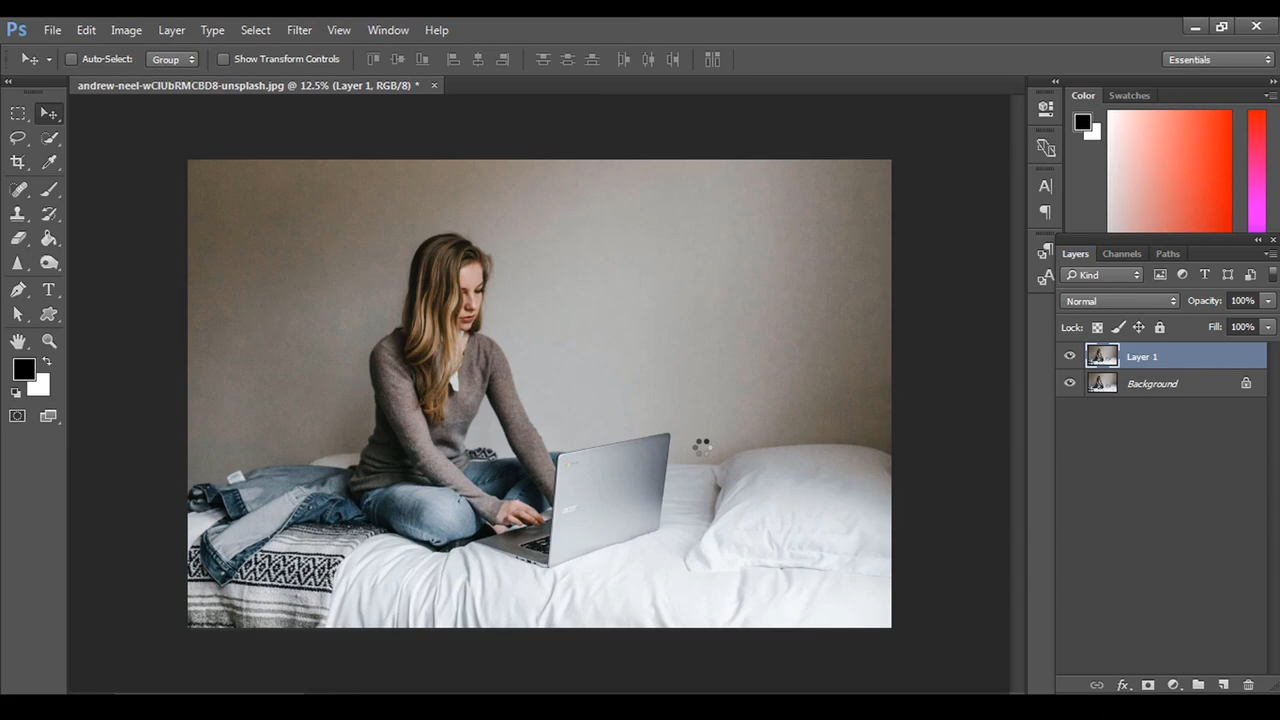 Ps File Edit Image Layer Type Select Filter View Window Help
Auto-Select: Group Show Transform Controls Essentials
andrew-neel-wCIUbRMCBD8-unsplash.jpg @ 12.5% (Layer 1, RGB/8) *
Color Swatches
Layers Channels Paths
Kind
Normal Opacity: 100%
Lock: Fill: 100%
Layer 1
Background
acer